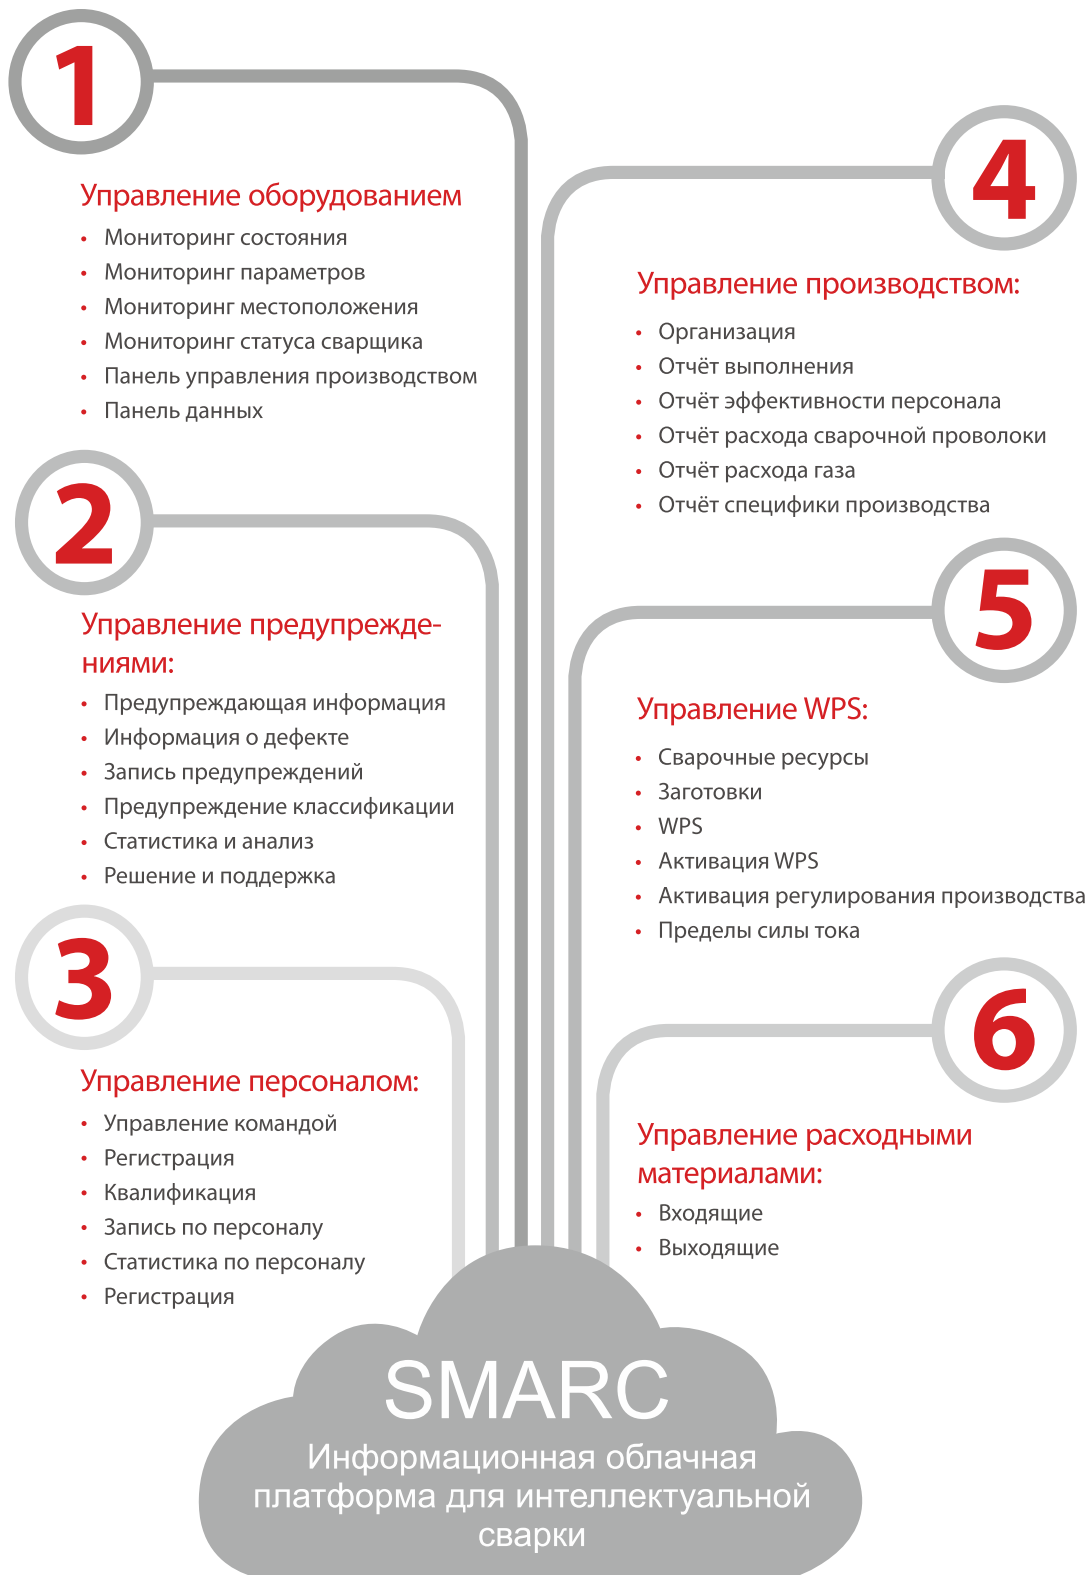 1
Управление оборудованием
• Мониторинг состояния
• Мониторинг параметров
• Мониторинг местоположения
• Мониторинг статуса сварщика
• Панель управления производством
• Панель данных
2
Управление предупрежде-
ниями:
• Предупреждающая информация
• Информация о дефекте
• Запись предупреждений
• Предупреждение классификации
• Статистика и анализ
• Решение и поддержка
3
Управление персоналом:
• Управление командой
• Регистрация
• Квалификация
• Запись по персоналу
• Статистика по персоналу
• Регистрация
4
Управление производством:
• Организация
• Отчёт выполнения
• Отчёт эффективности персонала
• Отчёт расхода сварочной проволоки
• Отчёт расхода газа
• Отчёт специфики производства
5
Управление WPS:
• Сварочные ресурсы
• Заготовки
• WPS
• Активация WPS
• Активация регулирования производства
• Пределы силы тока
6
Управление расходными
материалами:
• Входящие
• Выходящие
SMARC
Информационная облачная
платформа для интеллектуальной
сварки